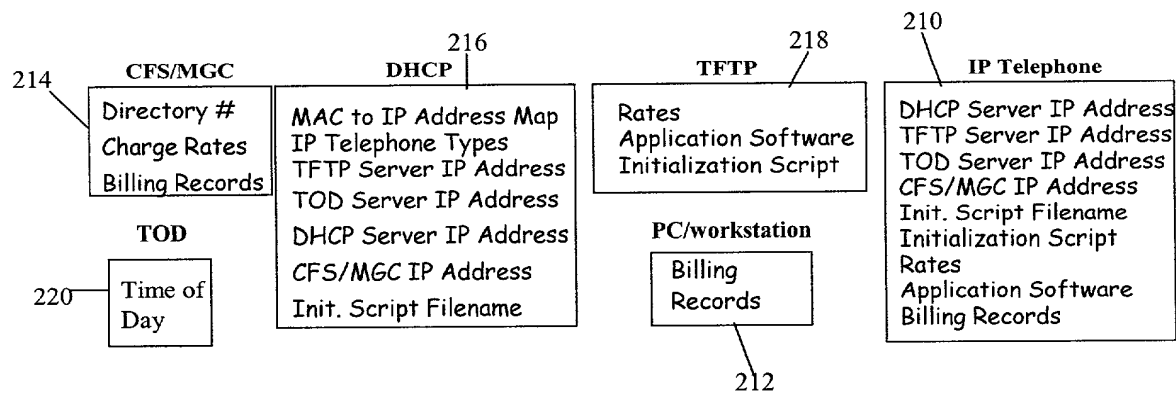 214
CFS/MGC
Directory #
Charge Rates
Billing Records
216
DHCP
MAC to IP Address Map
IP Telephone Types
TFTP Server IP Address
TOD Server IP Address
DHCP Server IP Address
CFS/MGC IP Address
Init. Script Filename
218
TFTP
Rates
Application Software
Initialization Script
210
IP Telephone
DHCP Server IP Address
TFTP Server IP Address
TOD Server IP Address
CFS/MGC IP Address
Init. Script Filename
Initialization Script
Rates
Application Software
Billing Records
TOD
220
Time of
Day
PC/workstation
Billing
Records
212